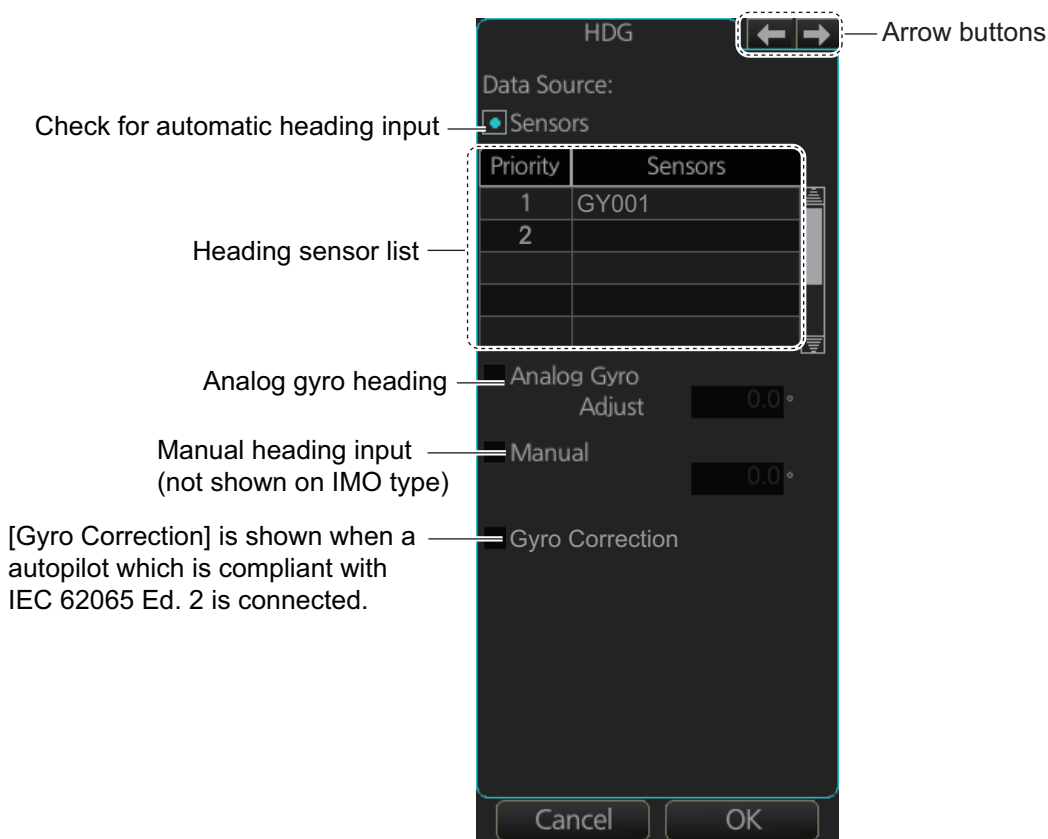 HDG
Arrow buttons
Data Source:
Check for automatic heading input
Sensors
Priority Sensors
1 GY001
2
Heading sensor list
Analog gyro heading
Analog Gyro
Adjust 0.0 °
Manual heading input
(not shown on IMO type)
Manual
0.0 °
[Gyro Correction] is shown when a
autopilot which is compliant with
IEC 62065 Ed. 2 is connected.
Gyro Correction
Cancel OK